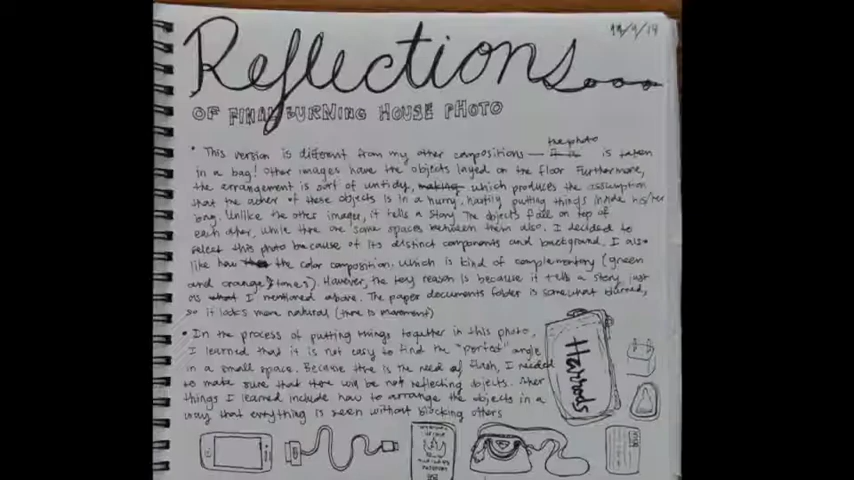 19/9/19
Reflections...
OF FINAL BURNING HOUSE PHOTO
the photo
• This version is different from my other compositions — is taken
in a bag! Other images have the objects layed on the floor. Furthermore,
the arrangement is sort of untidy, which produces the assumption
that the owner of these objects is in a hurry, hastily putting things inside his/her
bag. Unlike the other images, it tells a story. The objects fall on top of
each other, while there are some spaces between them also. I decided to
select this photo because of its distinct components and background. I also
like how the color composition, which is kind of complementary (green
and orange tones). However, the key reason is because it tells a story, just
as I mentioned above. The paper documents folder is somewhat blurred,
so it looks more natural (there is movement)
• In the process of putting things together in this photo,
I learned that it is not easy to find the "perfect" angle
in a small space. Because there is the need of flash, I needed
to make sure that there will be not reflecting objects. Other
things I learned include how to arrange the objects in a
way that everything is seen without blocking others
Harrods
VISA